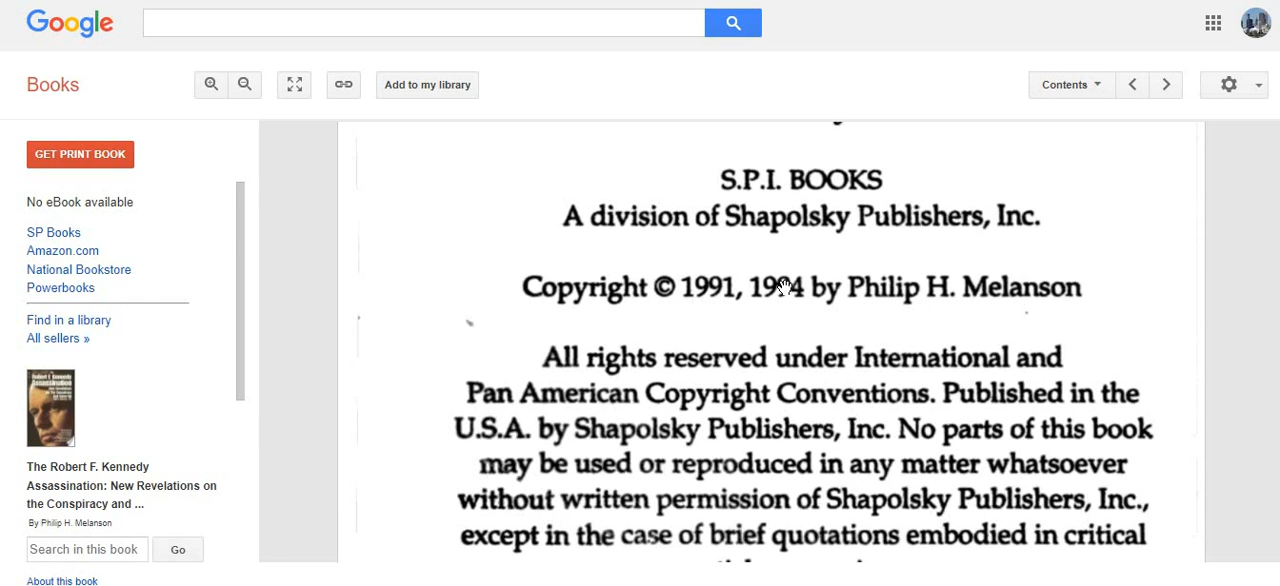 Google
Books
Add to my library
Contents
GET PRINT BOOK
No eBook available
SP Books
Amazon.com
National Bookstore
Powerbooks
Find in a library
All sellers »
The Robert F. Kennedy
Assassination: New Revelations on
the Conspiracy and ...
By Philip H. Melanson
Search in this book
Go
About this book
S.P.I. BOOKS
A division of Shapolsky Publishers, Inc.
Copyright © 1991, 1994 by Philip H. Melanson
All rights reserved under International and
Pan American Copyright Conventions. Published in the
U.S.A. by Shapolsky Publishers, Inc. No parts of this book
may be used or reproduced in any matter whatsoever
without written permission of Shapolsky Publishers, Inc.,
except in the case of brief quotations embodied in critical